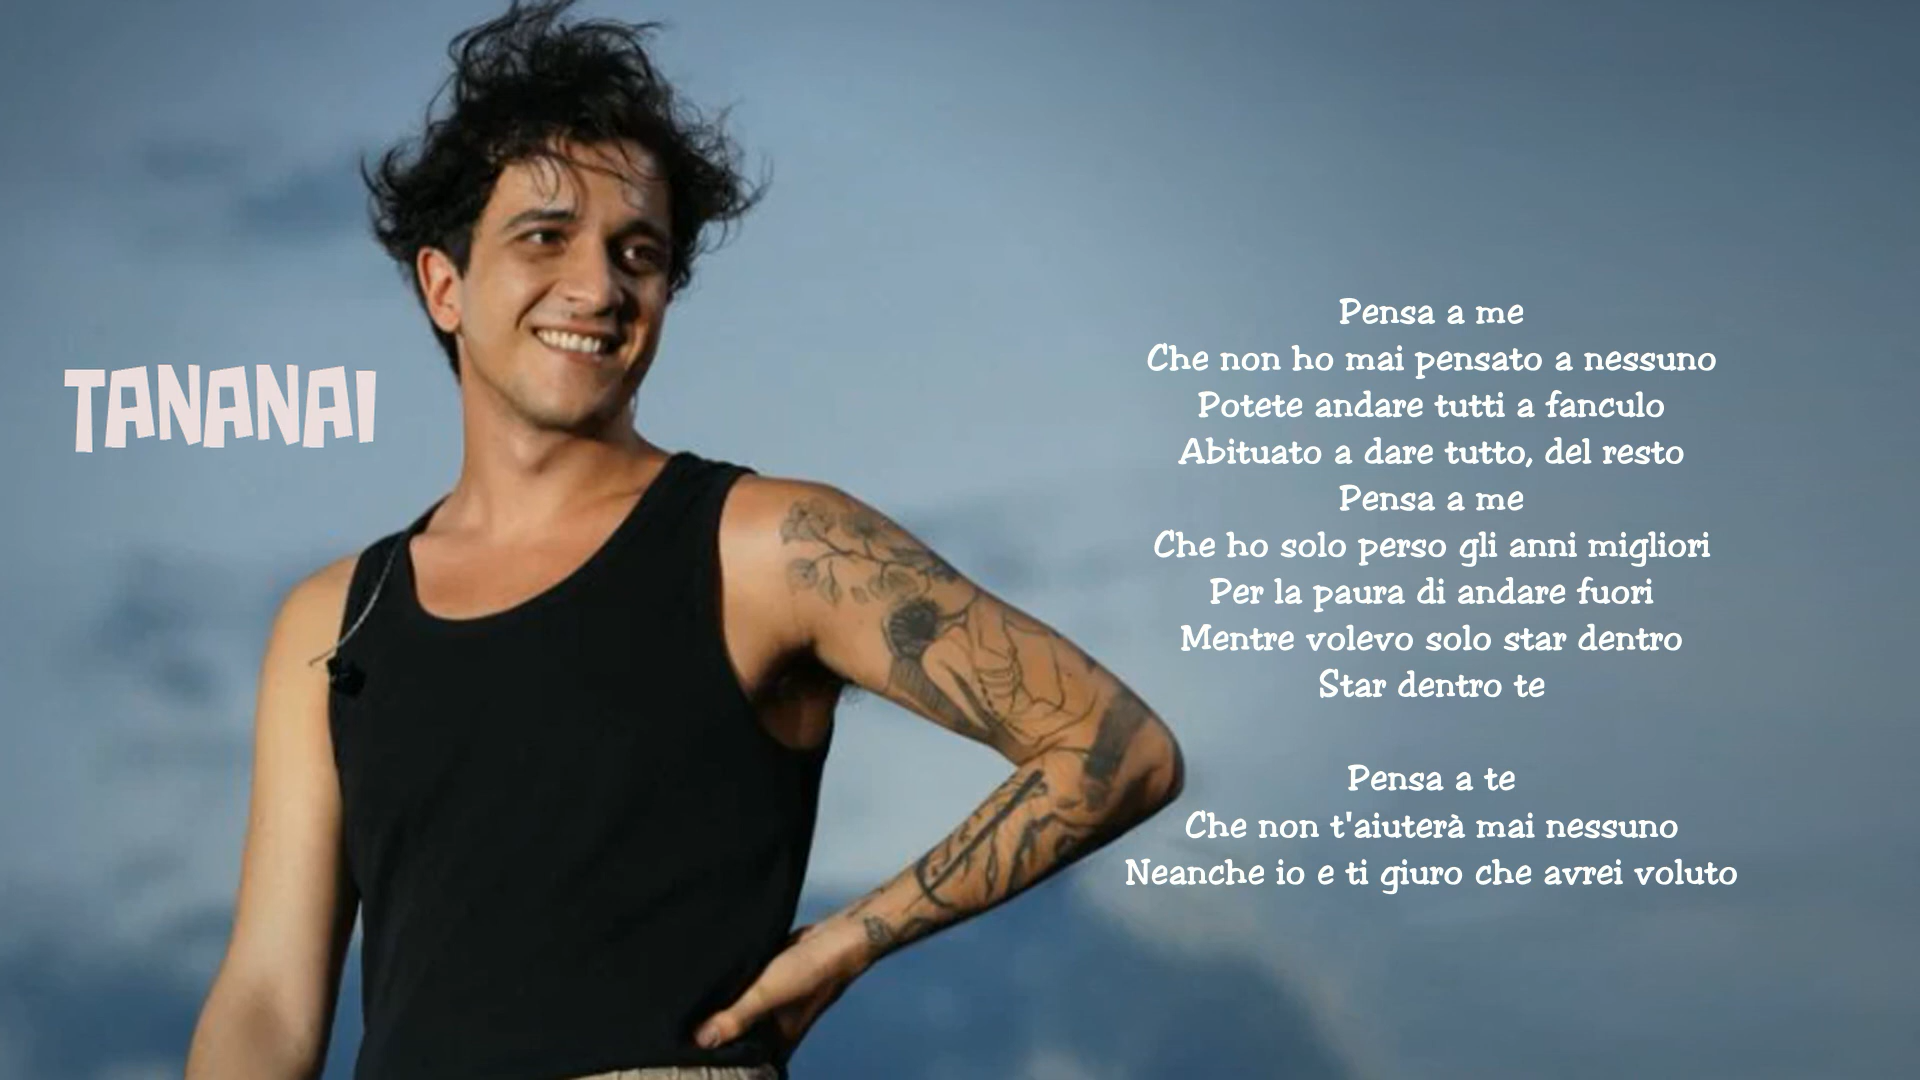 TANANAI
Pensa a me
Che non ho mai pensato a nessuno
Potete andare tutti a fanculo
Abituato a dare tutto, del resto
Pensa a me
Che ho solo perso gli anni migliori
Per la paura di andare fuori
Mentre volevo solo star dentro
Star dentro te
Pensa a te
Che non t'aiuterà mai nessuno
Neanche io e ti giuro che avrei voluto